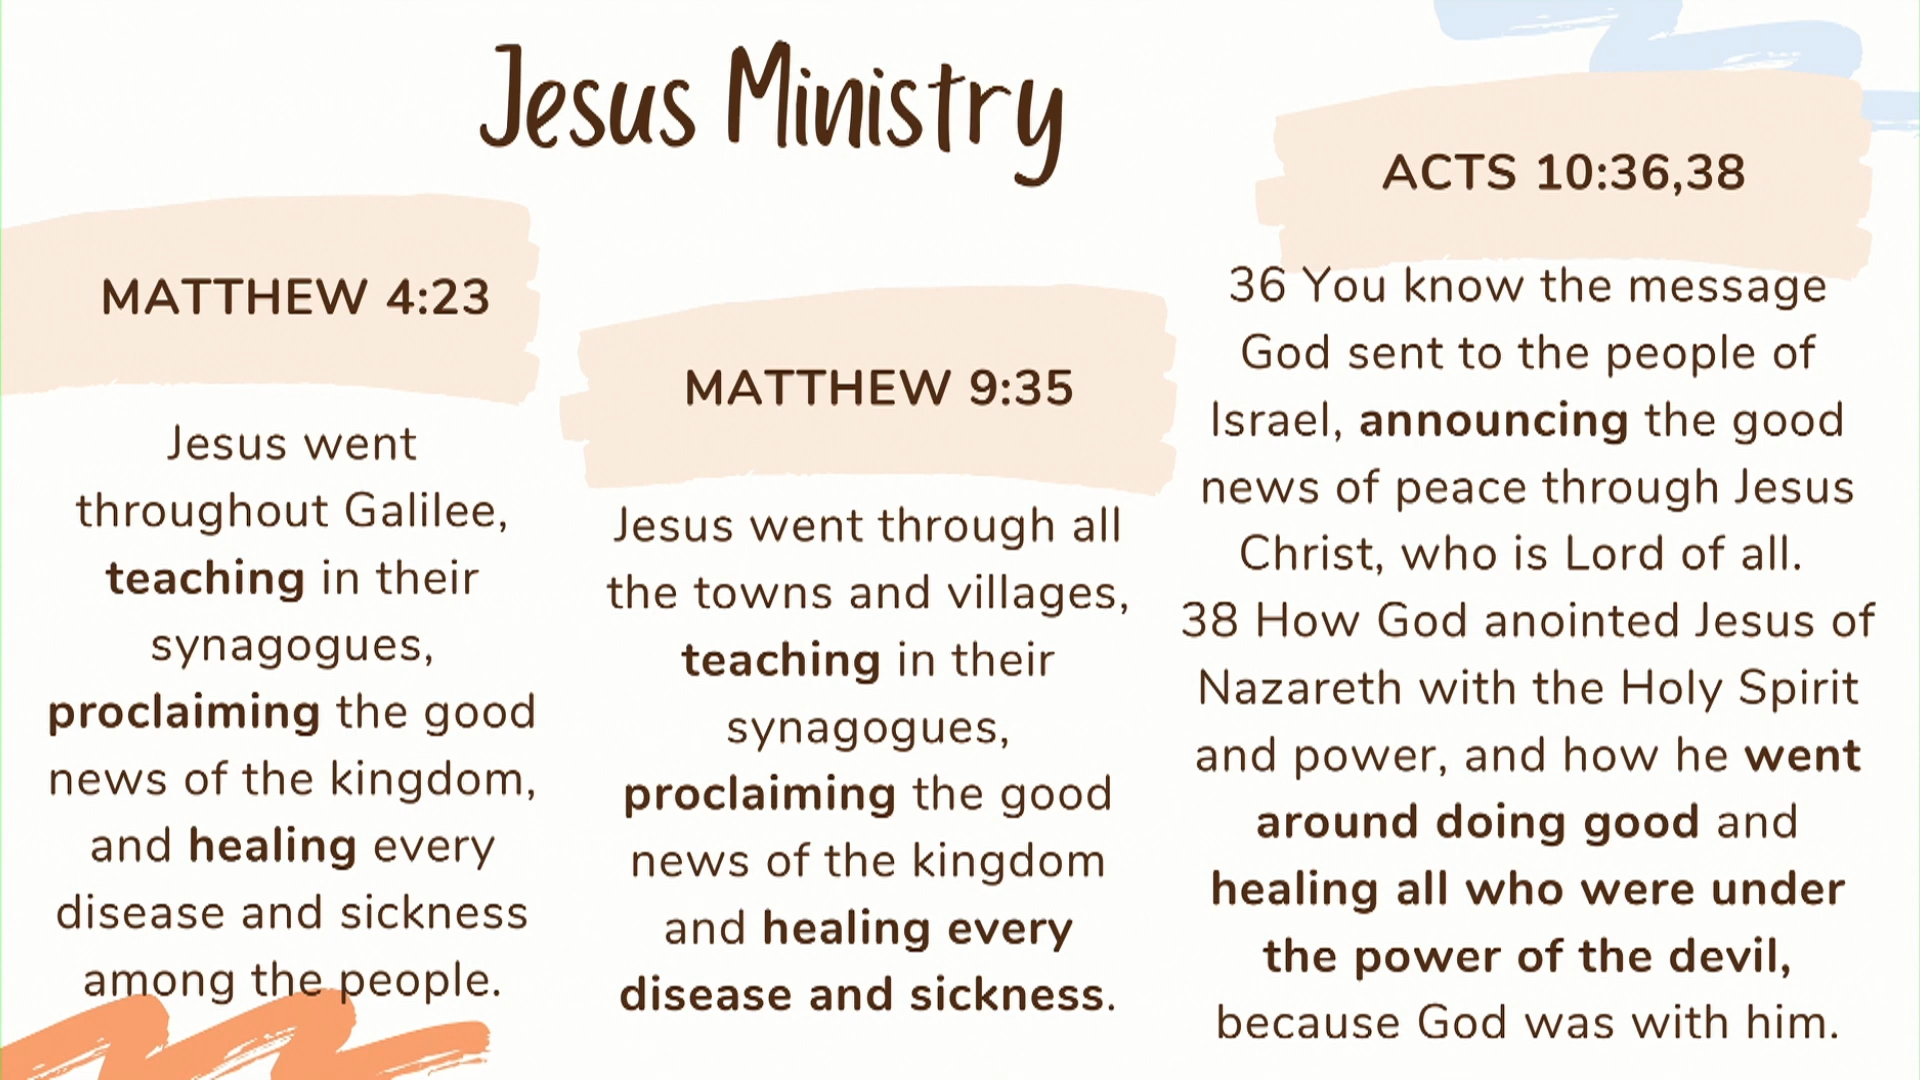 Jesus Ministry
MATTHEW 4:23
Jesus went
throughout Galilee,
teaching in their
synagogues,
proclaiming the good
news of the kingdom,
and healing every
disease and sickness
among the people.
MATTHEW 9:35
Jesus went through all
the towns and villages,
teaching in their
synagogues,
proclaiming the good
news of the kingdom
and healing every
disease and sickness.
ACTS 10:36,38
36 You know the message
God sent to the people of
Israel, announcing the good
news of peace through Jesus
Christ, who is Lord of all.
38 How God anointed Jesus of
Nazareth with the Holy Spirit
and power, and how he went
around doing good and
healing all who were under
the power of the devil,
because God was with him.